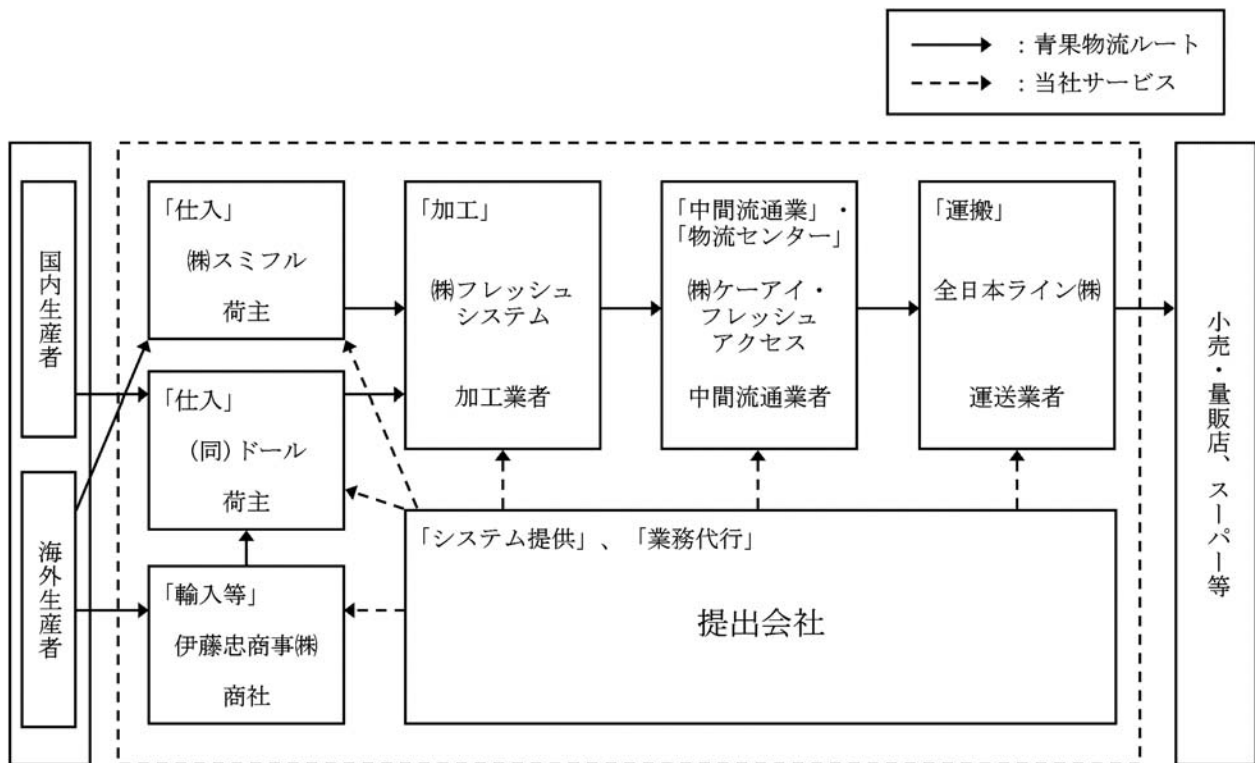 ：青果物流ルート
：当社サービス
国内生産者
海外生産者
「仕入」
㈱スミフル
荷主
「仕入」
(同)ドール
荷主
「輸入等」
伊藤忠商事㈱
商社
「加工」
㈱フレッシュ
システム
加工業者
「中間流通業」・
「物流センター」
㈱ケーアイ・
フレッシュ
アクセス
中間流通業者
「運搬」
全日本ライン㈱
運送業者
「システム提供」、「業務代行」
提出会社
小売・量販店、スーパー等